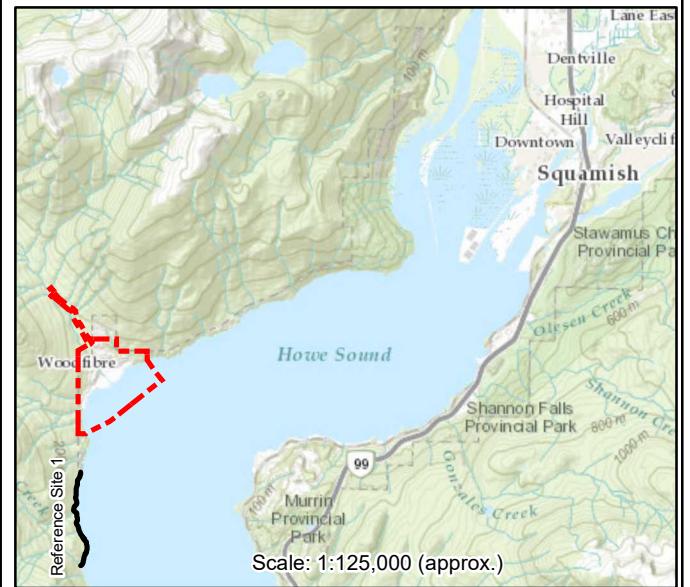 Lane Eas
Dentville
Hospital
Hill
Downtown
Valleyclif
Squamish
100 m
Stawamus Ch
Provincial Pa
Olesen Creek
600 m
Howe Sound
Woodfibre
Shannon Cre
Shannon Falls
Provincial Park
800 m
1000 m
99
Gonzales Creek
Reference Site 1
100 m
Murrin
Provincial
Park
Creek
Scale: 1:125,000 (approx.)